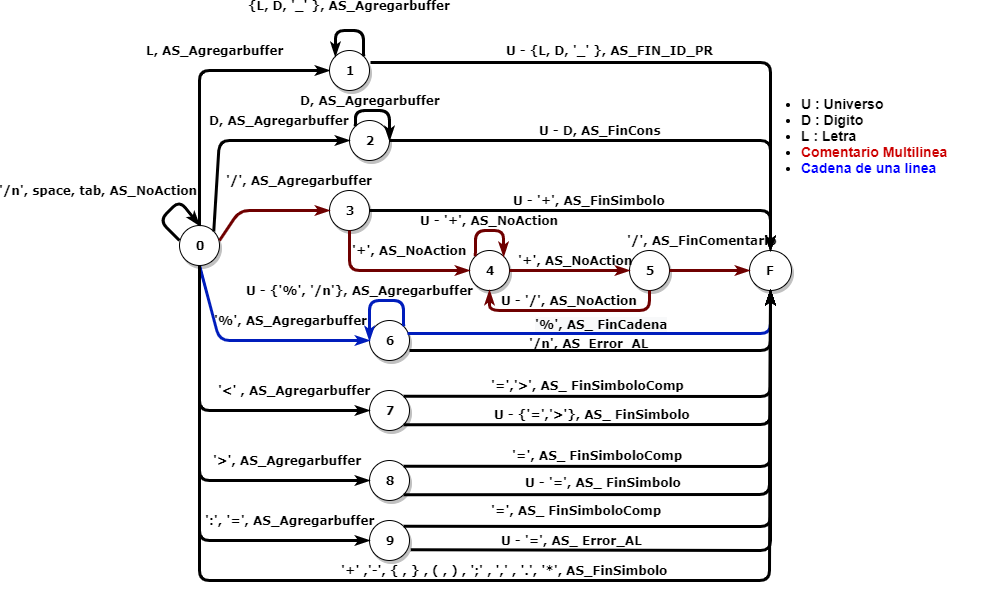 {L, D, '_' }, AS_Agregarbuffer
L, AS_Agregarbuffer
U - {L, D, '_' }, AS_FIN_ID_PR
1
D, AS_Agregarbuffer
D, AS_Agregarbuffer
U - D, AS_FinCons
2
• U : Universo
• D : Digito
• L : Letra
• Comentario Multilinea
• Cadena de una linea
'/n', space, tab, AS_NoAction
'/', AS_Agregarbuffer
U - '+', AS_FinSimbolo
3
0
U - '+', AS_NoAction
'+', AS_NoAction
'+', AS_NoAction
'/', AS_FinComentario
4
5
F
U - '/', AS_NoAction
U - {'%', '/n'}, AS_Agregarbuffer
'%', AS_Agregarbuffer
'%', AS_ FinCadena
6
'/n', AS_Error_AL
'<' , AS_Agregarbuffer
'=','>', AS_ FinSimboloComp
7
U - {'=','>'}, AS_ FinSimbolo
'>', AS_Agregarbuffer
'=', AS_ FinSimboloComp
8
U - '=', AS_ FinSimbolo
':', '=', AS_Agregarbuffer
'=', AS_ FinSimboloComp
9
U - '=', AS_ Error_AL
'+' ,'-', { , } , ( , ) , ';' , ',' , '.', '*', AS_FinSimbolo